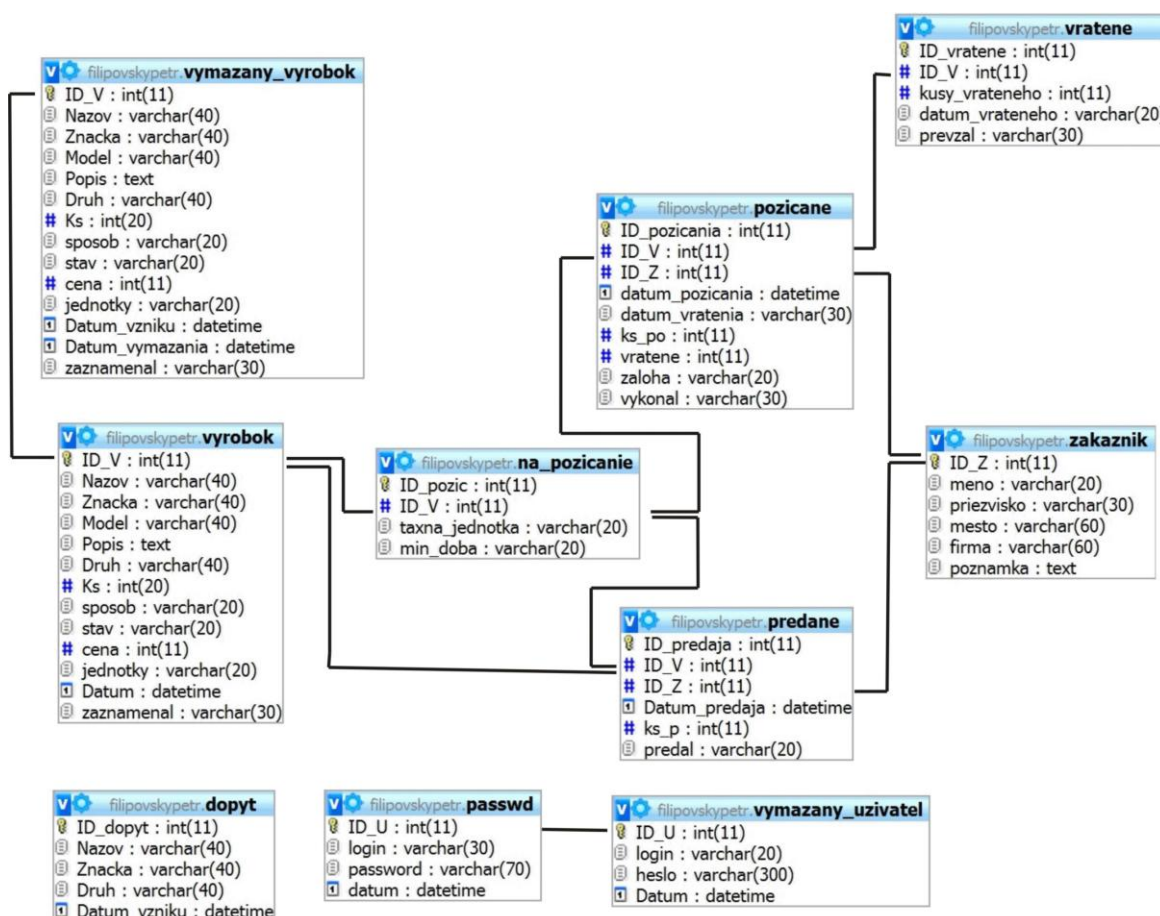 filipovskypetr.vymazany_vyrobok
ID_V : int(11)
Nazov : varchar(40)
Znacka : varchar(40)
Model : varchar(40)
Popis : text
Druh : varchar(40)
Ks : int(20)
sposob : varchar(20)
stav : varchar(20)
cena : int(11)
jednotky : varchar(20)
Datum_vzniku : datetime
Datum_vymazania : datetime
zaznamenal : varchar(30)
filipovskypetr.vratene
ID_vratene : int(11)
ID_V : int(11)
kusy_vrateneho : int(11)
datum_vrateneho : varchar(20)
prevzal : varchar(30)
filipovskypetr.pozicane
ID_pozicania : int(11)
ID_V : int(11)
ID_Z : int(11)
datum_pozicania : datetime
datum_vratenia : varchar(30)
ks_po : int(11)
vratene : int(11)
zaloha : varchar(20)
vykonal : varchar(30)
filipovskypetr.vyrobok
ID_V : int(11)
Nazov : varchar(40)
Znacka : varchar(40)
Model : varchar(40)
Popis : text
Druh : varchar(40)
Ks : int(20)
sposob : varchar(20)
stav : varchar(20)
cena : int(11)
jednotky : varchar(20)
Datum : datetime
zaznamenal : varchar(30)
filipovskypetr.na_pozicanie
ID_pozic : int(11)
ID_V : int(11)
taxna_jednotka : varchar(20)
min_doba : varchar(20)
filipovskypetr.zakaznik
ID_Z : int(11)
meno : varchar(20)
priezvisko : varchar(30)
mesto : varchar(60)
firma : varchar(60)
poznamka : text
filipovskypetr.predane
ID_predaja : int(11)
ID_V : int(11)
ID_Z : int(11)
Datum_predaja : datetime
ks_p : int(11)
predal : varchar(20)
filipovskypetr.dopyt
ID_dopyt : int(11)
Nazov : varchar(40)
Znacka : varchar(40)
Druh : varchar(40)
Datum_vzniku : datetime
filipovskypetr.passwd
ID_U : int(11)
login : varchar(30)
password : varchar(70)
datum : datetime
filipovskypetr.vymazany_uzivatel
ID_U : int(11)
login : varchar(20)
heslo : varchar(300)
Datum : datetime